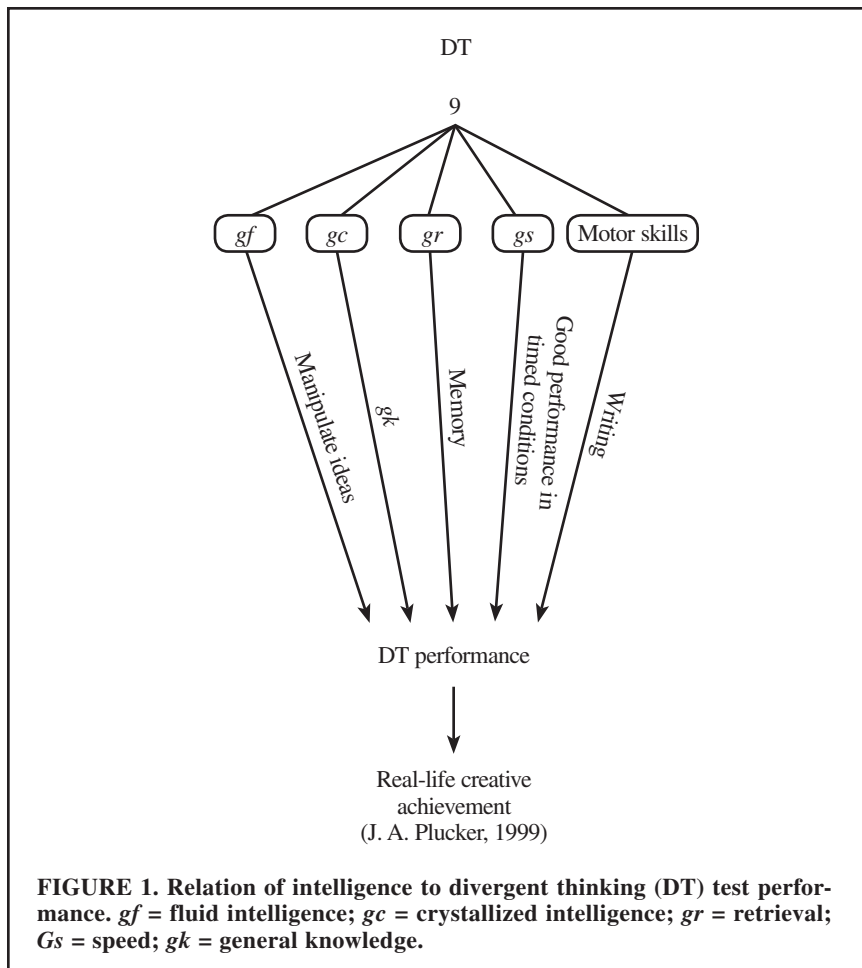 DT
9
gf
gc
gr
gs
Motor skills
Manipulate ideas
gk
Memory
Good performance in
timed conditions
Writing
DT performance
Real-life creative
achievement
(J. A. Plucker, 1999)
FIGURE 1. Relation of intelligence to divergent thinking (DT) test perfor-
mance. gf = fluid intelligence; gc = crystallized intelligence; gr = retrieval;
Gs = speed; gk = general knowledge.